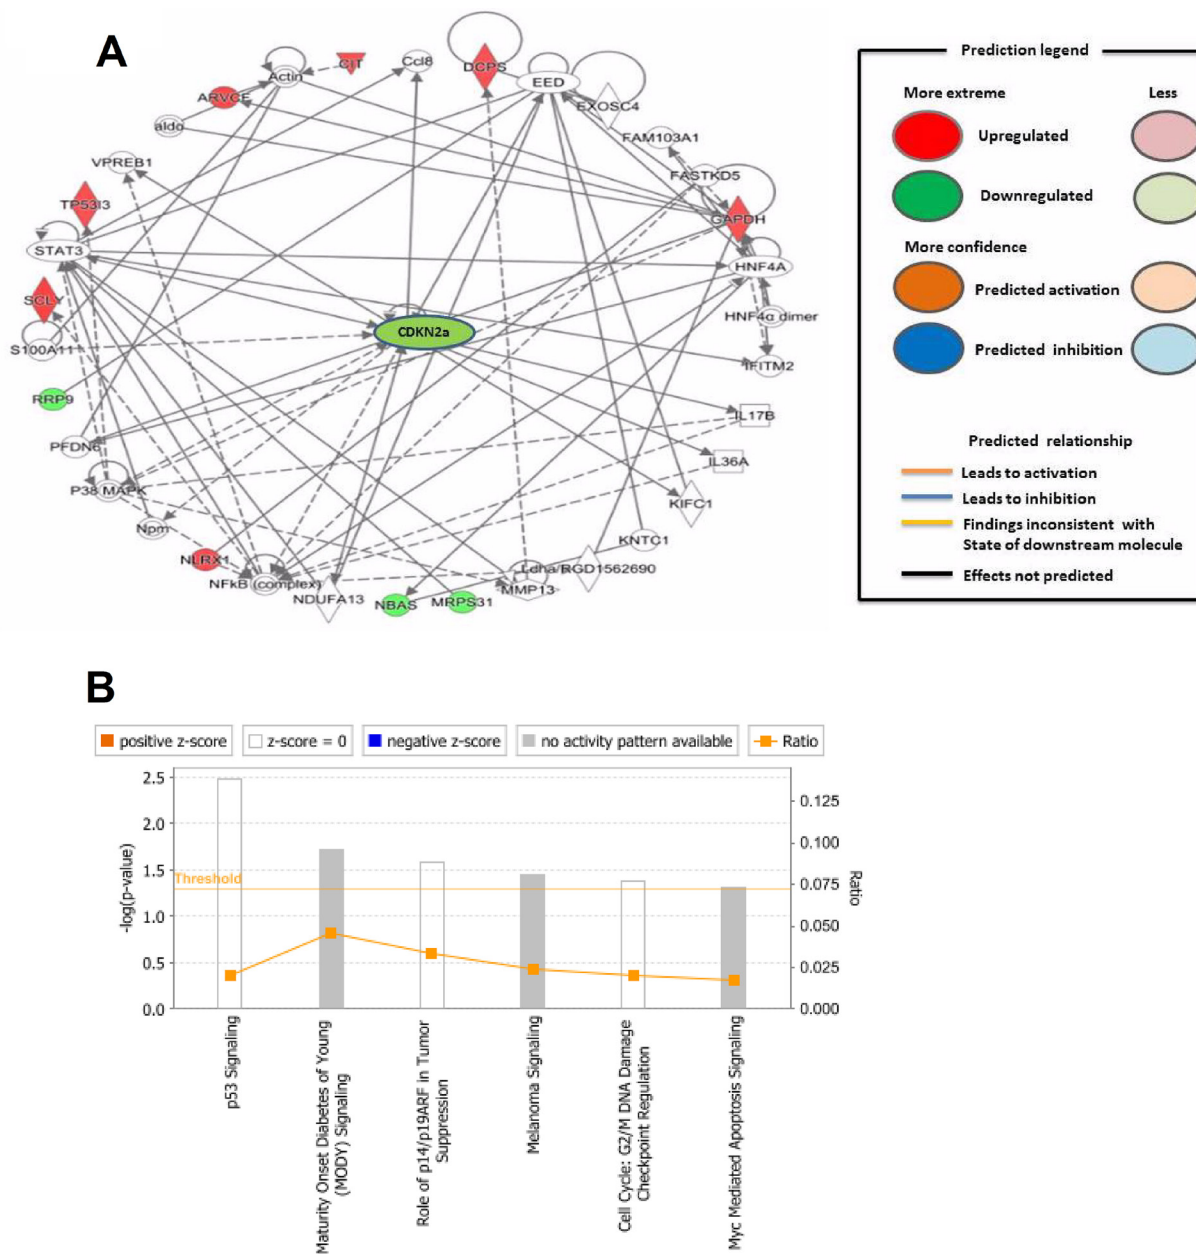 A
CIT
Ccl8
DCPS
Actin
EED
ARVCF
EXOSC4
aldo
FAM103A1
VPREB1
FASTKD5
TP53I3
GAPDH
STAT3
HNF4A
SCLY
HNF4α dimer
CDKN2a
S100A11
IFITM2
RRP9
IL17B
PFDN6
IL36A
P38 MAPK
KIFC1
Npm
KNTC1
NLRX1
Ldha/RGD1562690
NFkB (complex)
MMP13
NDUFA13
NBAS
MRPS31
Prediction legend
More extreme
Less
Upregulated
Downregulated
More confidence
Predicted activation
Predicted inhibition
Predicted relationship
Leads to activation
Leads to inhibition
Findings inconsistent with
State of downstream molecule
Effects not predicted
B
positive z-score
z-score = 0
negative z-score
no activity pattern available
Ratio
2.5
2.0
1.5
1.0
0.5
0.0
-log(p-value)
Threshold
0.125
0.100
0.075
0.050
0.025
0.000
Ratio
p53 Signaling
Maturity Onset Diabetes of Young
(MODY) Signaling
Role of p14/p19ARF in Tumor
Suppression
Melanoma Signaling
Cell Cycle: G2/M DNA Damage
Checkpoint Regulation
Myc Mediated Apoptosis Signaling